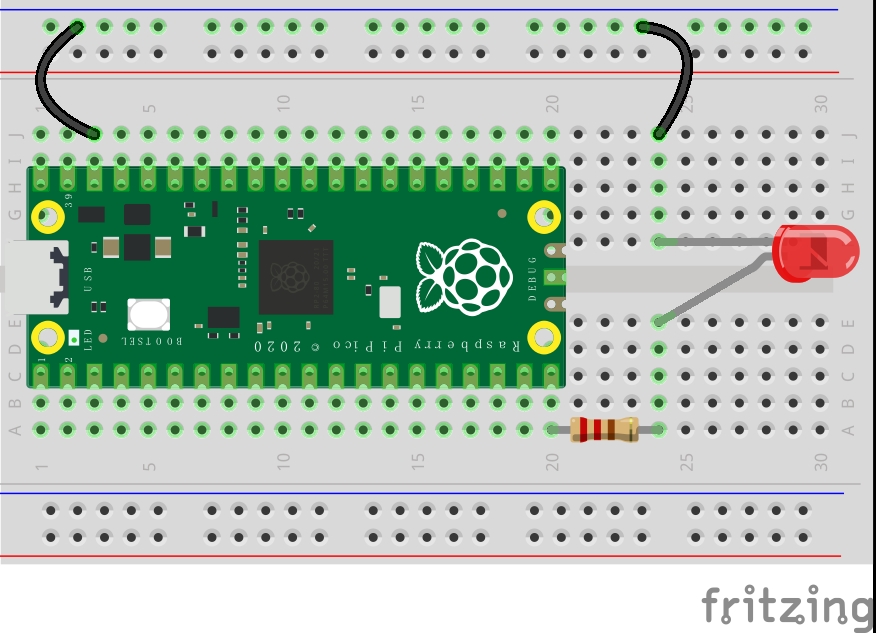 1 5 10 15 20 25 30
J J
I I
H H
G G
F
39
USB
DEBUG
E E
D D
C C
B B
A A
LED
BOOTSEL
Raspberry Pi Pico © 2020
1 2
1 5 10 15 20 25 30
fritzing